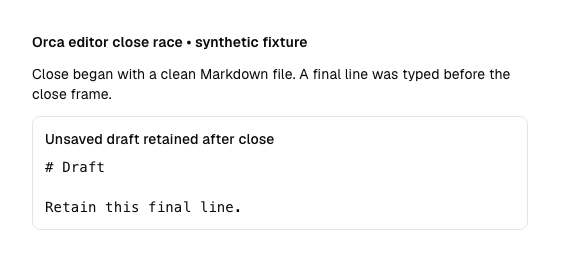 Orca editor close race • synthetic fixture
Close began with a clean Markdown file. A final line was typed before the
close frame.
Unsaved draft retained after close
# Draft
Retain this final line.